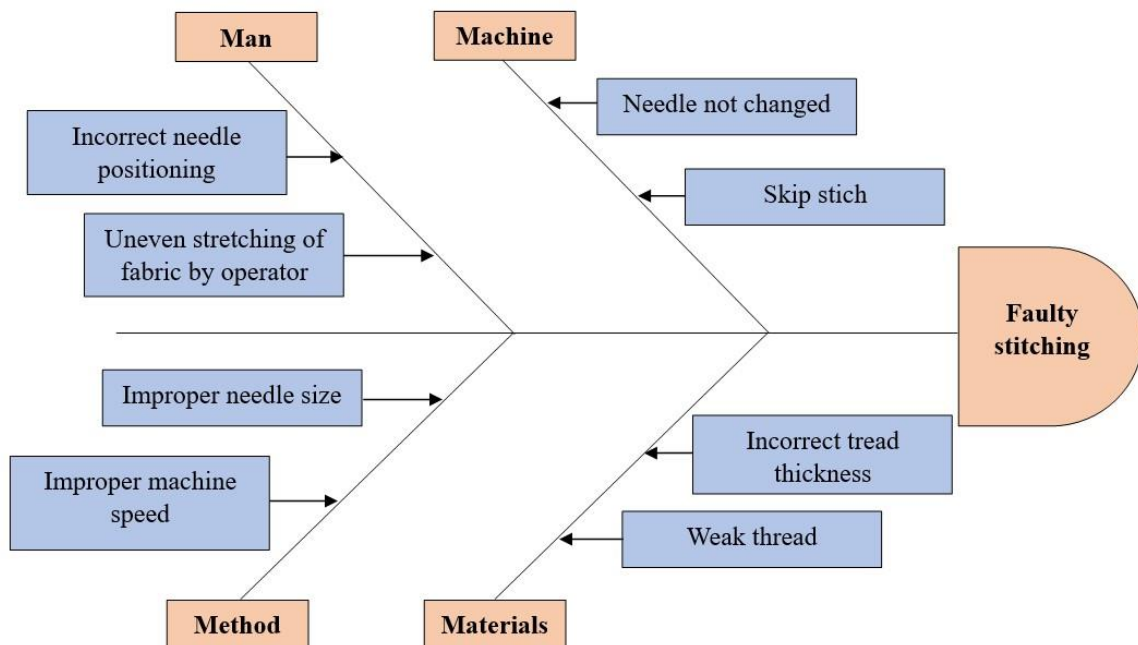 Man
Machine
Needle not changed
Incorrect needle
positioning
Skip stich
Uneven stretching of
fabric by operator
Faulty
stitching
Improper needle size
Incorrect tread
thickness
Improper machine
speed
Weak thread
Method
Materials